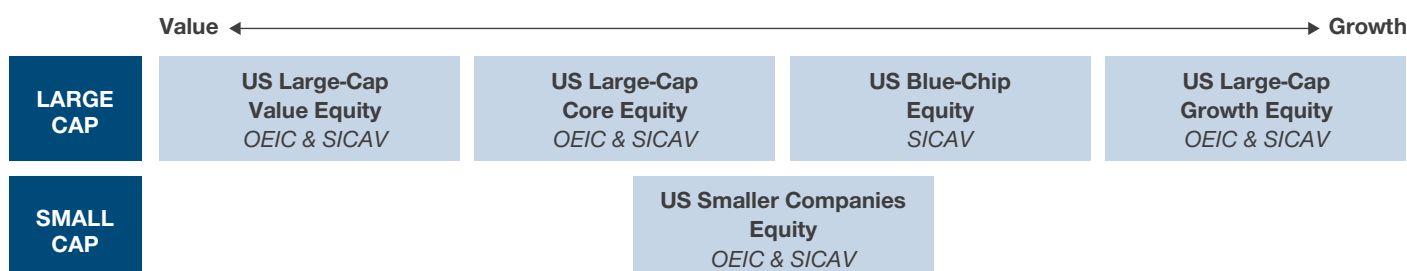 Value Growth
LARGE CAP
US Large-Cap
Value Equity
OEIC & SICAV
US Large-Cap
Core Equity
OEIC & SICAV
US Blue-Chip
Equity
SICAV
US Large-Cap
Growth Equity
OEIC & SICAV
SMALL CAP
US Smaller Companies
Equity
OEIC & SICAV